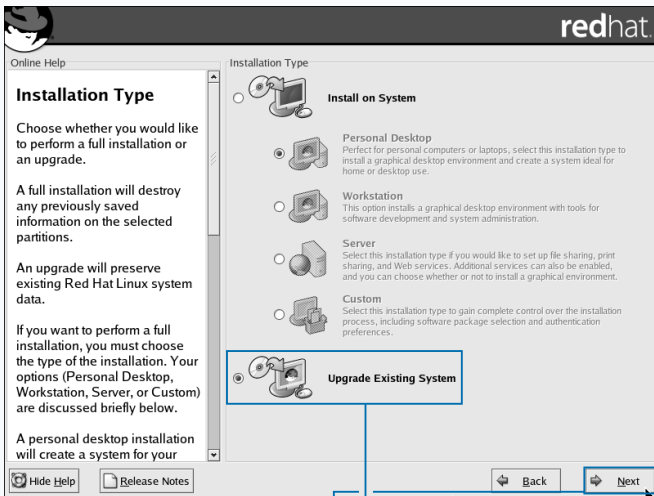 redhat.
Online Help
Installation Type
Choose whether you would like
to perform a full installation or
an upgrade.
A full installation will destroy
any previously saved
information on the selected
partitions.
An upgrade will preserve
existing Red Hat Linux system
data.
If you want to perform a full
installation, you must choose
the type of the installation. Your
options (Personal Desktop,
Workstation, Server, or Custom)
are discussed briefly below.
A personal desktop installation
will create a system for your
Installation Type
Install on System
Personal Desktop
Perfect for personal computers or laptops, select this installation type to
install a graphical desktop environment and create a system ideal for
home or desktop use.
Workstation
This option installs a graphical desktop environment with tools for
software development and system administration.
Server
Select this installation type if you would like to set up file sharing, print
sharing, and Web services. Additional services can also be enabled,
and you can choose whether or not to install a graphical environment.
Custom
Select this installation type to gain complete control over the installation
process, including software package selection and authentication
preferences.
Upgrade Existing System
Hide Help
Release Notes
Back
Next